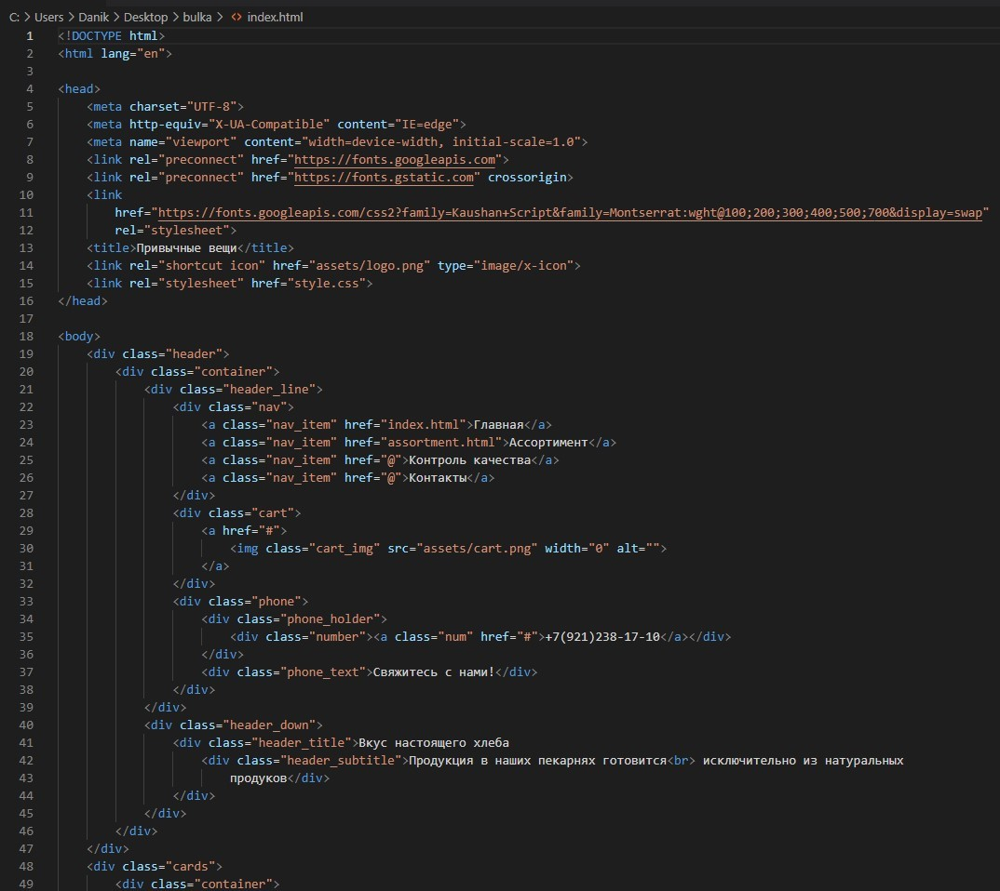 C: > Users > Danik > Desktop > bulka > <> index.html
1 <!DOCTYPE html>
2 <html lang="en">
3
4 <head>
5 <meta charset="UTF-8">
6 <meta http-equiv="X-UA-Compatible" content="IE=edge">
7 <meta name="viewport" content="width=device-width, initial-scale=1.0">
8 <link rel="preconnect" href="https://fonts.googleapis.com">
9 <link rel="preconnect" href="https://fonts.gstatic.com" crossorigin>
10 <link
11 href="https://fonts.googleapis.com/css2?family=Kaushan+Script&family=Montserrat:wght@100;200;300;400;500;700&display=swap"
12 rel="stylesheet">
13 <title>Привычные вещи</title>
14 <link rel="shortcut icon" href="assets/logo.png" type="image/x-icon">
15 <link rel="stylesheet" href="style.css">
16 </head>
17
18 <body>
19 <div class="header">
20 <div class="container">
21 <div class="header_line">
22 <div class="nav">
23 <a class="nav_item" href="index.html">Главная</a>
24 <a class="nav_item" href="assortment.html">Ассортимент</a>
25 <a class="nav_item" href="@">Контроль качества</a>
26 <a class="nav_item" href="@">Контакты</a>
27 </div>
28 <div class="cart">
29 <a href="#">
30 <img class="cart_img" src="assets/cart.png" width="0" alt="">
31 </a>
32 </div>
33 <div class="phone">
34 <div class="phone_holder">
35 <div class="number"><a class="num" href="#">+7(921)238-17-10</a></div>
36 </div>
37 <div class="phone_text">Свяжитесь с нами!</div>
38 </div>
39 </div>
40 <div class="header_down">
41 <div class="header_title">Вкус настоящего хлеба
42 <div class="header_subtitle">Продукция в наших пекарнях готовится<br> исключительно из натуральных
43 продуков</div>
44 </div>
45 </div>
46 </div>
47 </div>
48 <div class="cards">
49 <div class="container">